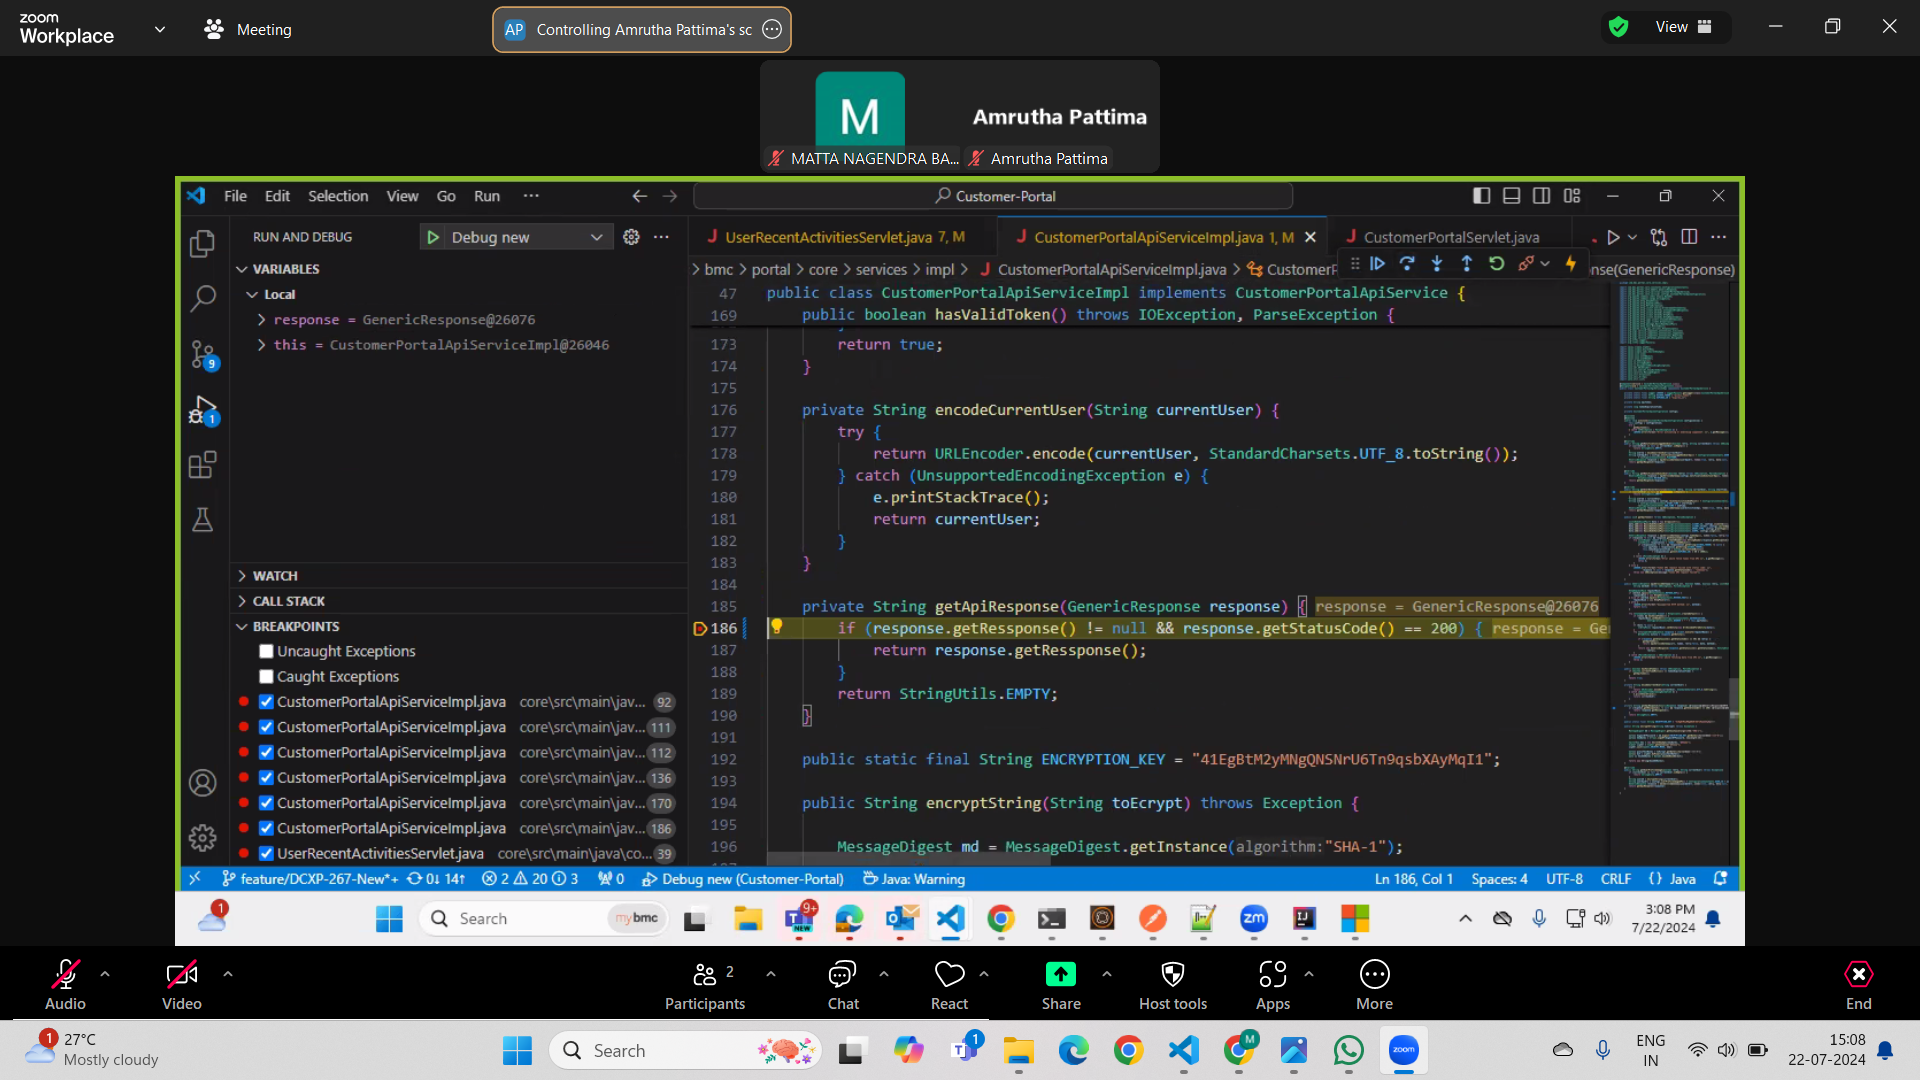 zoom
Workplace
Meeting
AP Controlling Amrutha Pattima's sc
View
M
Amrutha Pattima
MATTA NAGENDRA BA... Amrutha Pattima
File Edit Selection View Go Run ···
Customer-Portal
RUN AND DEBUG
Debug new
UserRecentActivitiesServlet.java 7, M
CustomerPortalApiServiceImpl.java 1, M
CustomerPortalServlet.java
VARIABLES
> bmc > portal > core > services > impl > CustomerPortalApiServiceImpl.java > CustomerP
nse(GenericResponse)
Local
response = GenericResponse@26076
this = CustomerPortalApiServiceImpl@26046
47 public class CustomerPortalApiServiceImpl implements CustomerPortalApiService {
169 public boolean hasValidToken() throws IOException, ParseException {
173 return true;
174 }
175
176 private String encodeCurrentUser(String currentUser) {
177 try {
178 return URLEncoder.encode(currentUser, StandardCharsets.UTF_8.toString());
179 } catch (UnsupportedEncodingException e) {
180 e.printStackTrace();
181 return currentUser;
182 }
183 }
184
185 private String getApiResponse(GenericResponse response) { response = GenericResponse@26076
186 if (response.getRessponse() != null && response.getStatusCode() == 200) { response = Ge
187 return response.getRessponse();
188 }
189 return StringUtils.EMPTY;
190 }
191
192 public static final String ENCRYPTION_KEY = "41EgBtM2yMNgQNSNrU6Tn9qsbXAyMqI1";
193
194 public String encryptString(String toEcrypt) throws Exception {
195
196 MessageDigest md = MessageDigest.getInstance(algorithm:"SHA-1");
9
1
WATCH
CALL STACK
BREAKPOINTS
Uncaught Exceptions
Caught Exceptions
CustomerPortalApiServiceImpl.java core\src\main\jav... 92
CustomerPortalApiServiceImpl.java core\src\main\jav... 111
CustomerPortalApiServiceImpl.java core\src\main\jav... 112
CustomerPortalApiServiceImpl.java core\src\main\jav... 136
CustomerPortalApiServiceImpl.java core\src\main\jav... 170
CustomerPortalApiServiceImpl.java core\src\main\jav... 186
UserRecentActivitiesServlet.java core\src\main\java\co... 39
feature/DCXP-267-New*+ 0↓ 14↑ 2 20 3 0 Debug new (Customer-Portal) Java: Warning
Ln 186, Col 1 Spaces: 4 UTF-8 CRLF {} Java
1
Search
mybmc
9+
NEW
zm
3:08 PM
7/22/2024
Audio
Video
Participants 2
Chat
React
Share
Host tools
Apps
More
End
1
27°C
Mostly cloudy
Search
1
M
zoom
ENG
IN
15:08
22-07-2024